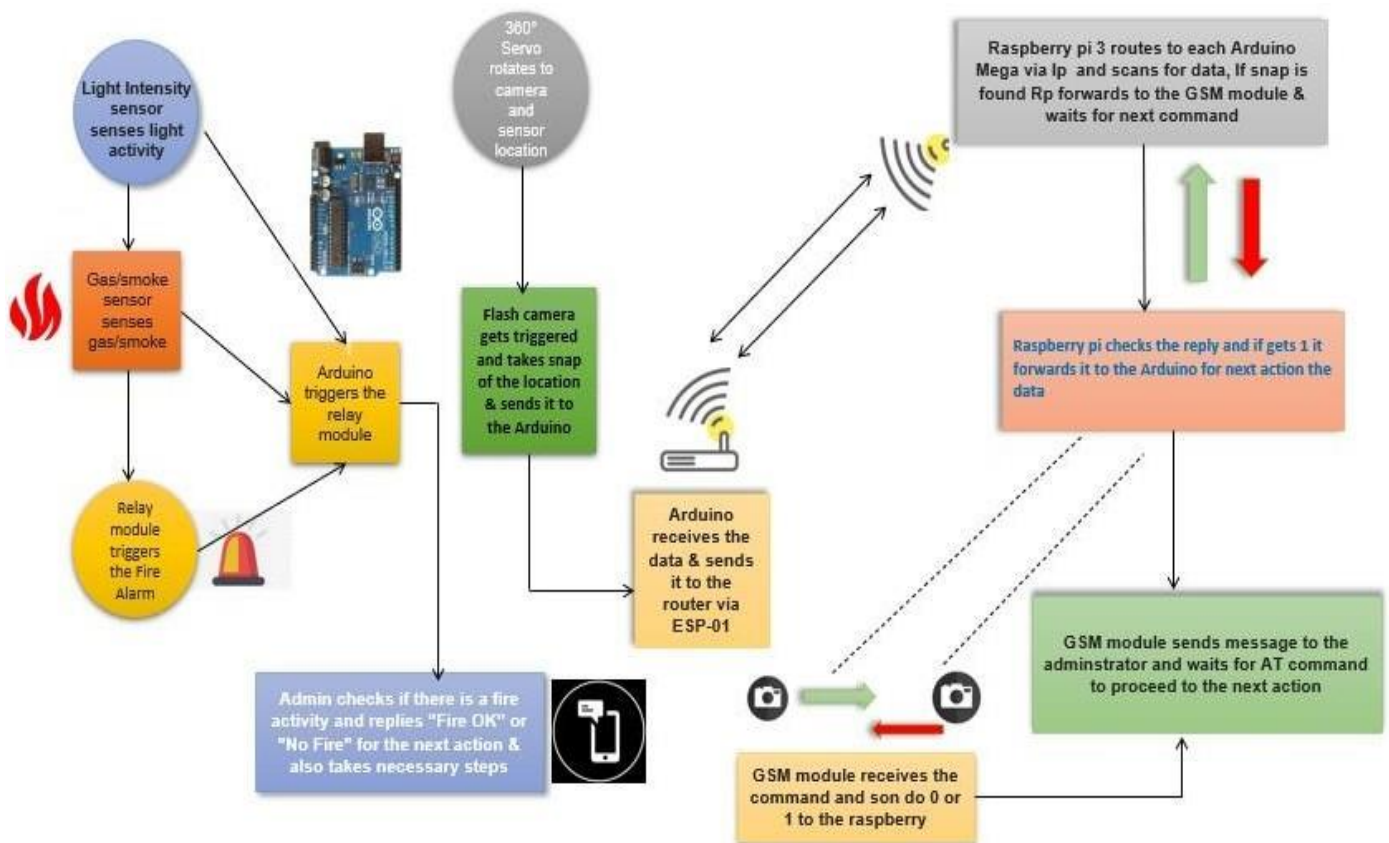 Light Intensity
sensor
senses light
activity
Gas/smoke
sensor
senses
gas/smoke
Relay
module
triggers
the Fire
Alarm
Arduino
triggers the
relay
module
360°
Servo
rotates to
camera
and
sensor
location
Flash camera
gets triggered
and takes snap
of the location
& sends it to
the Arduino
Arduino
receives the
data & sends
it to the
router via
ESP-01
Admin checks if there is a fire
activity and replies "Fire OK" or
"No Fire" for the next action &
also takes necessary steps
Raspberry pi 3 routes to each Arduino
Mega via Ip and scans for data, If snap is
found Rp forwards to the GSM module &
waits for next command
Raspberry pi checks the reply and if gets 1 it
forwards it to the Arduino for next action the
data
GSM module sends message to the
adminstrator and waits for AT command
to proceed to the next action
GSM module receives the
command and son do 0 or
1 to the raspberry